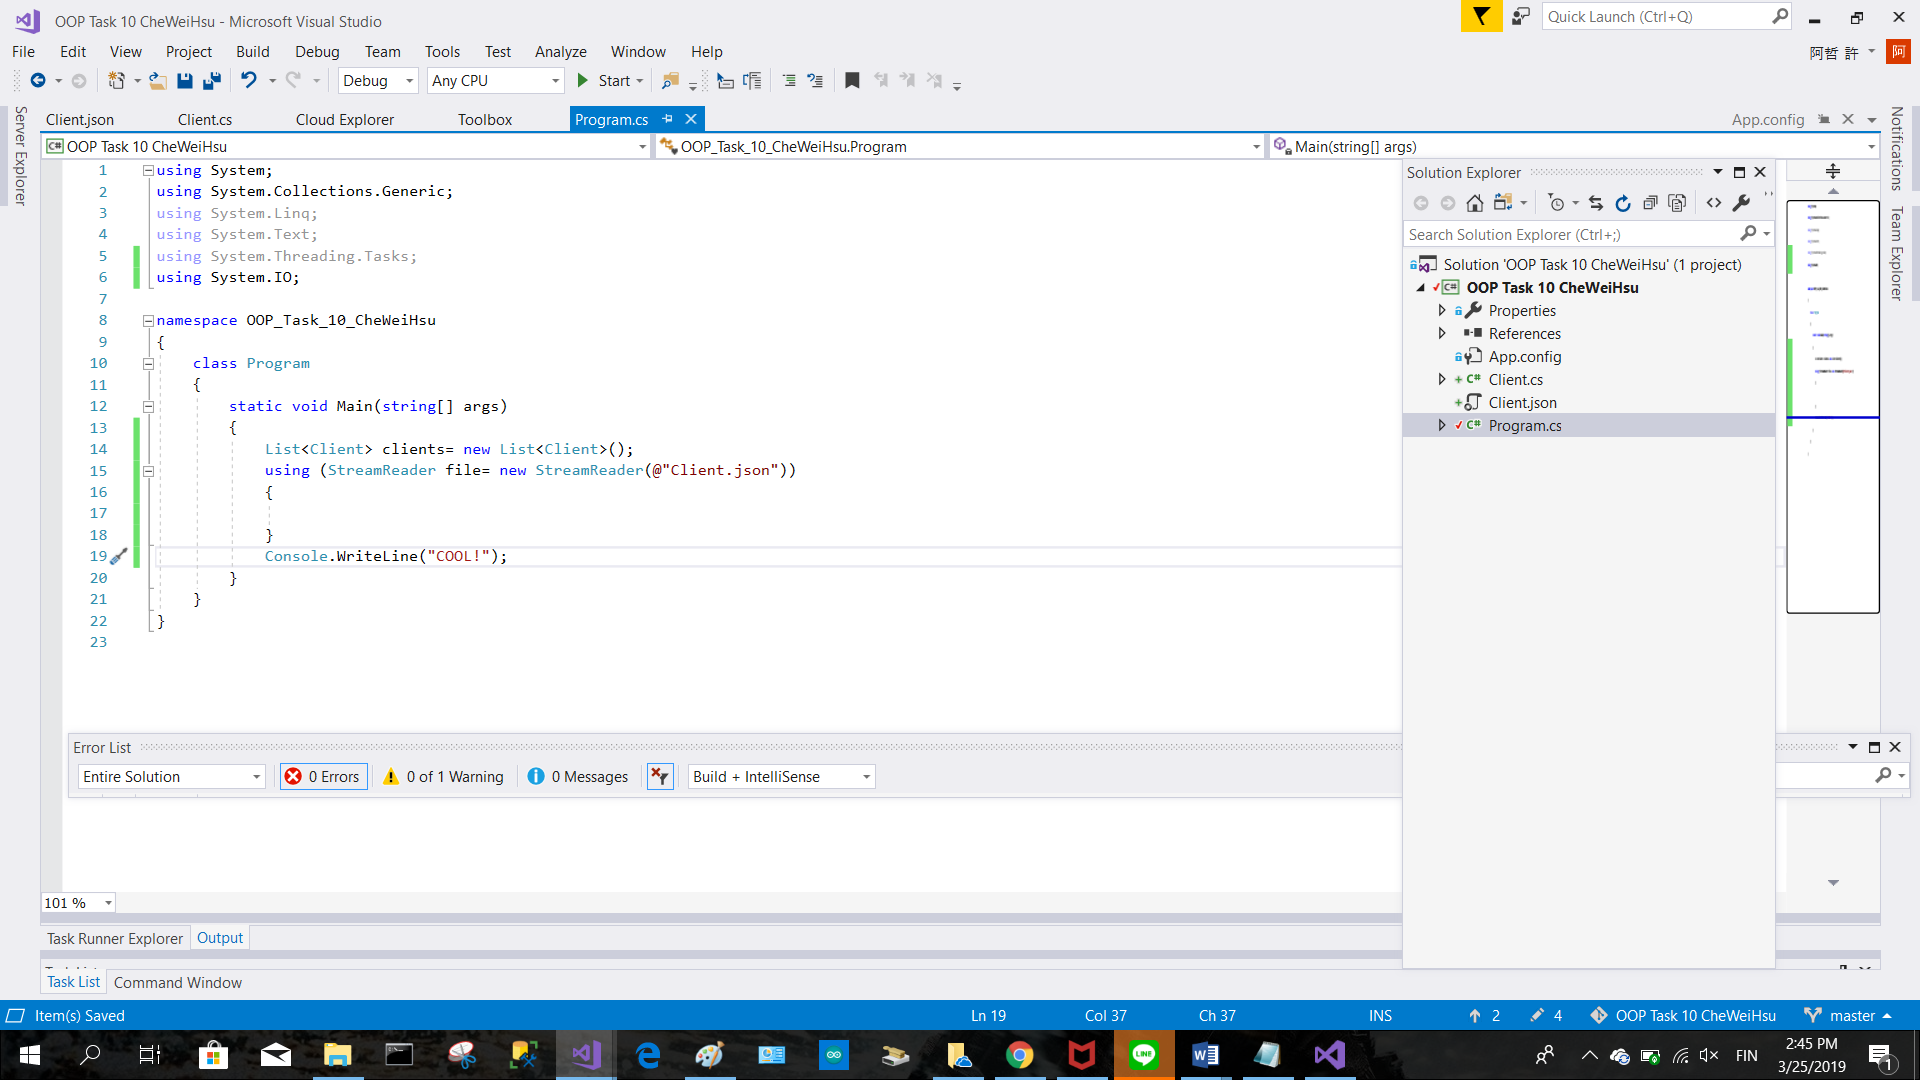 OOP Task 10 CheWeiHsu - Microsoft Visual Studio
Quick Launch (Ctrl+Q)
File Edit View Project Build Debug Team Tools Test Analyze Window Help
阿哲 許
阿
Debug Any CPU Start
Server Explorer
Client.json Client.cs Cloud Explorer Toolbox Program.cs App.config
Notifications
Team Explorer
C# OOP Task 10 CheWeiHsu OOP_Task_10_CheWeiHsu.Program Main(string[] args)
1 using System;
2 using System.Collections.Generic;
3 using System.Linq;
4 using System.Text;
5 using System.Threading.Tasks;
6 using System.IO;
7
8 namespace OOP_Task_10_CheWeiHsu
9 {
10 class Program
11 {
12 static void Main(string[] args)
13 {
14 List<Client> clients= new List<Client>();
15 using (StreamReader file= new StreamReader(@"Client.json"))
16 {
17
18 }
19 Console.WriteLine("COOL!");
20 }
21 }
22 }
23
Solution Explorer
Search Solution Explorer (Ctrl+;)
Solution 'OOP Task 10 CheWeiHsu' (1 project)
C# OOP Task 10 CheWeiHsu
Properties
References
App.config
C# Client.cs
Client.json
C# Program.cs
Error List
Entire Solution 0 Errors 0 of 1 Warning 0 Messages Build + IntelliSense
101 %
Task Runner Explorer Output
Task List Command Window
Item(s) Saved Ln 19 Col 37 Ch 37 INS 2 4 OOP Task 10 CheWeiHsu master
LINE
FIN
2:45 PM
3/25/2019
1